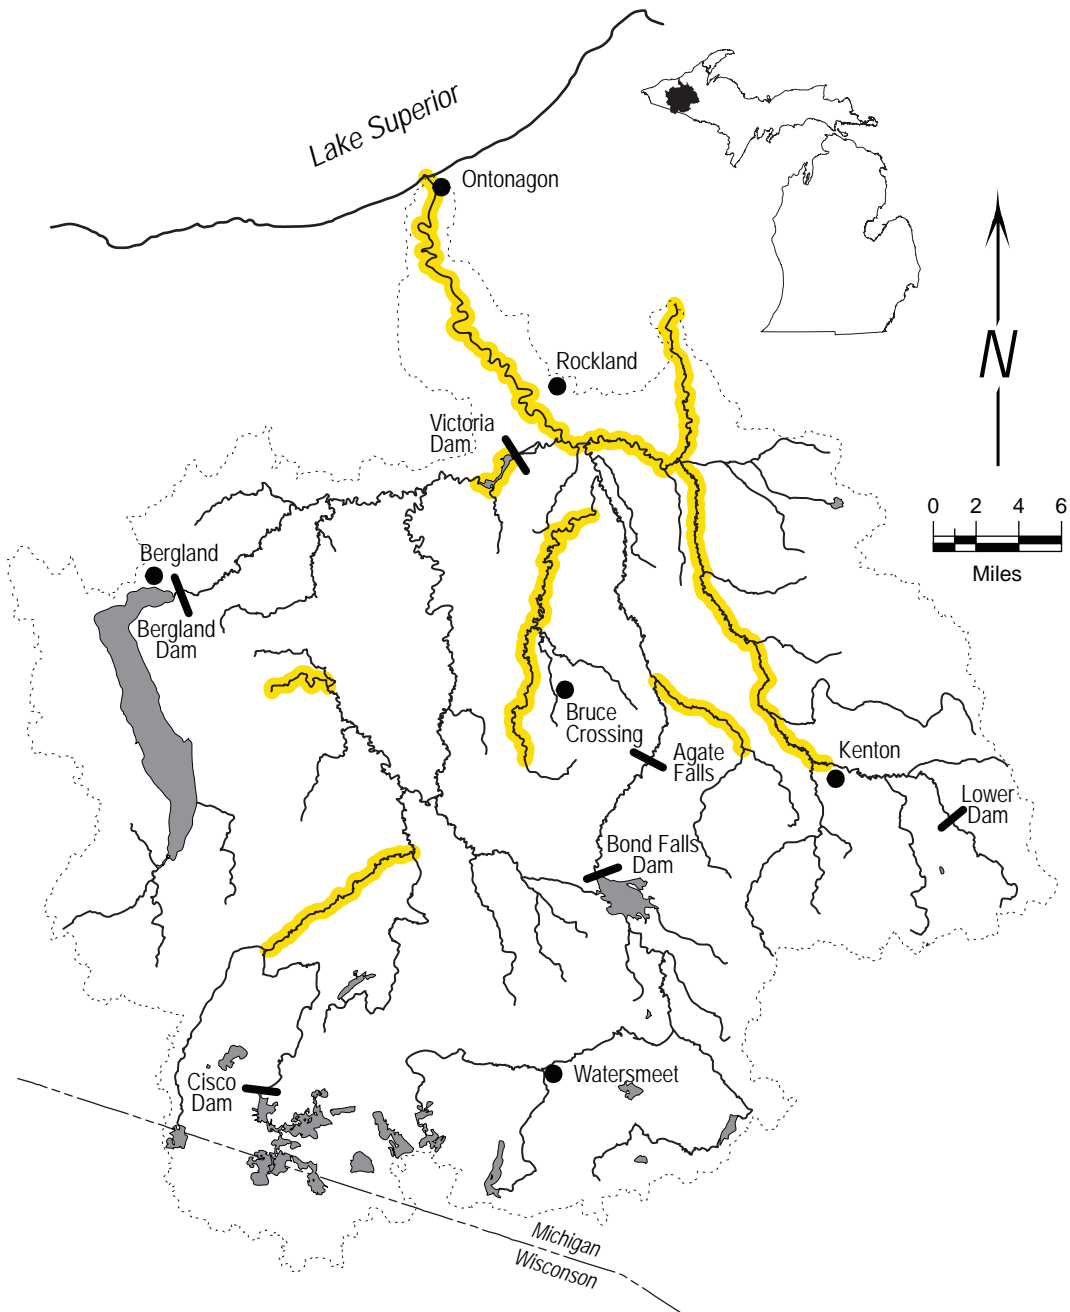 Lake Superior
Ontonagon
Rockland
Victoria
Dam
N
0 2 4 6
Miles
Bergland
Bergland
Dam
Bruce
Crossing
Agate
Falls
Kenton
Lower
Dam
Bond Falls
Dam
Cisco
Dam
Watersmeet
Michigan
Wisconson